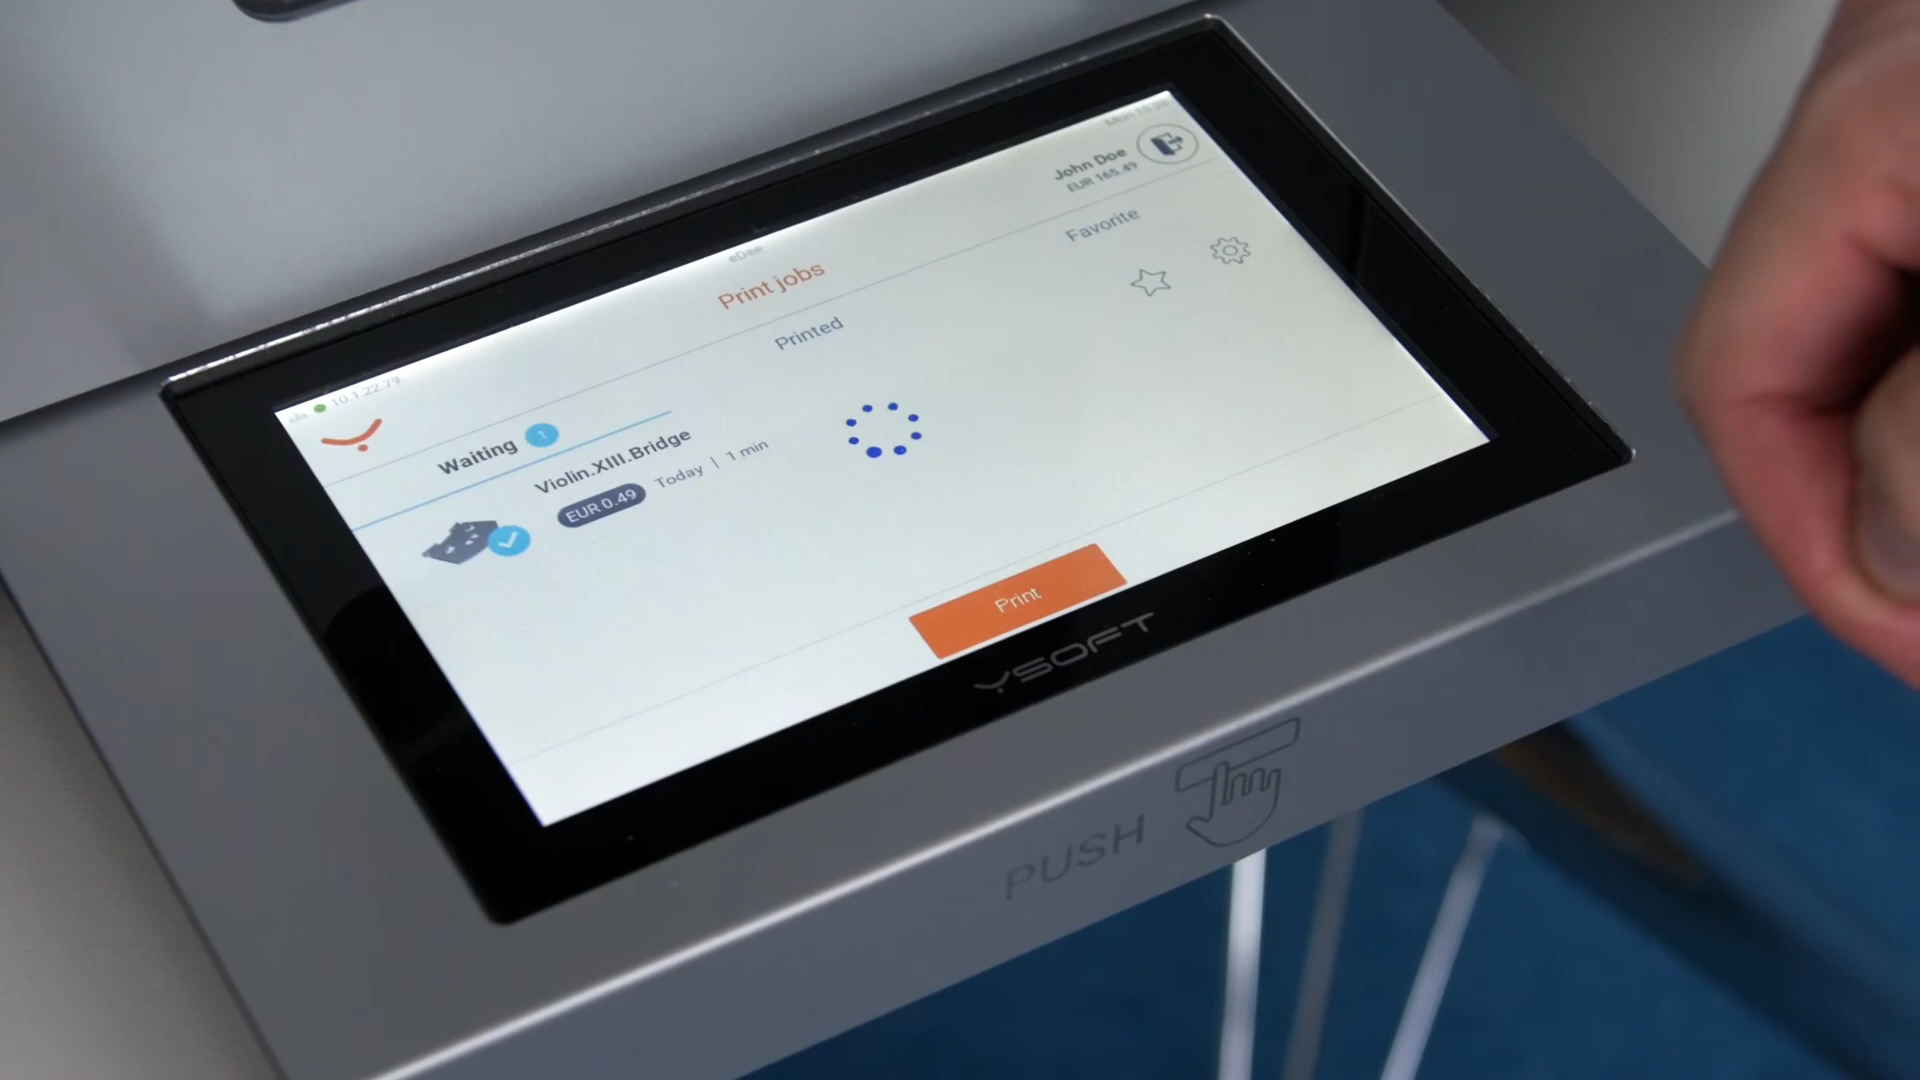 10.1.22.79
eDee
Print jobs
John Doe
EUR 165.49
Waiting 1
Printed
Favorite
Violin.XIII.Bridge
EUR 0.49 Today | 1 min
Print
YSOFT
PUSH